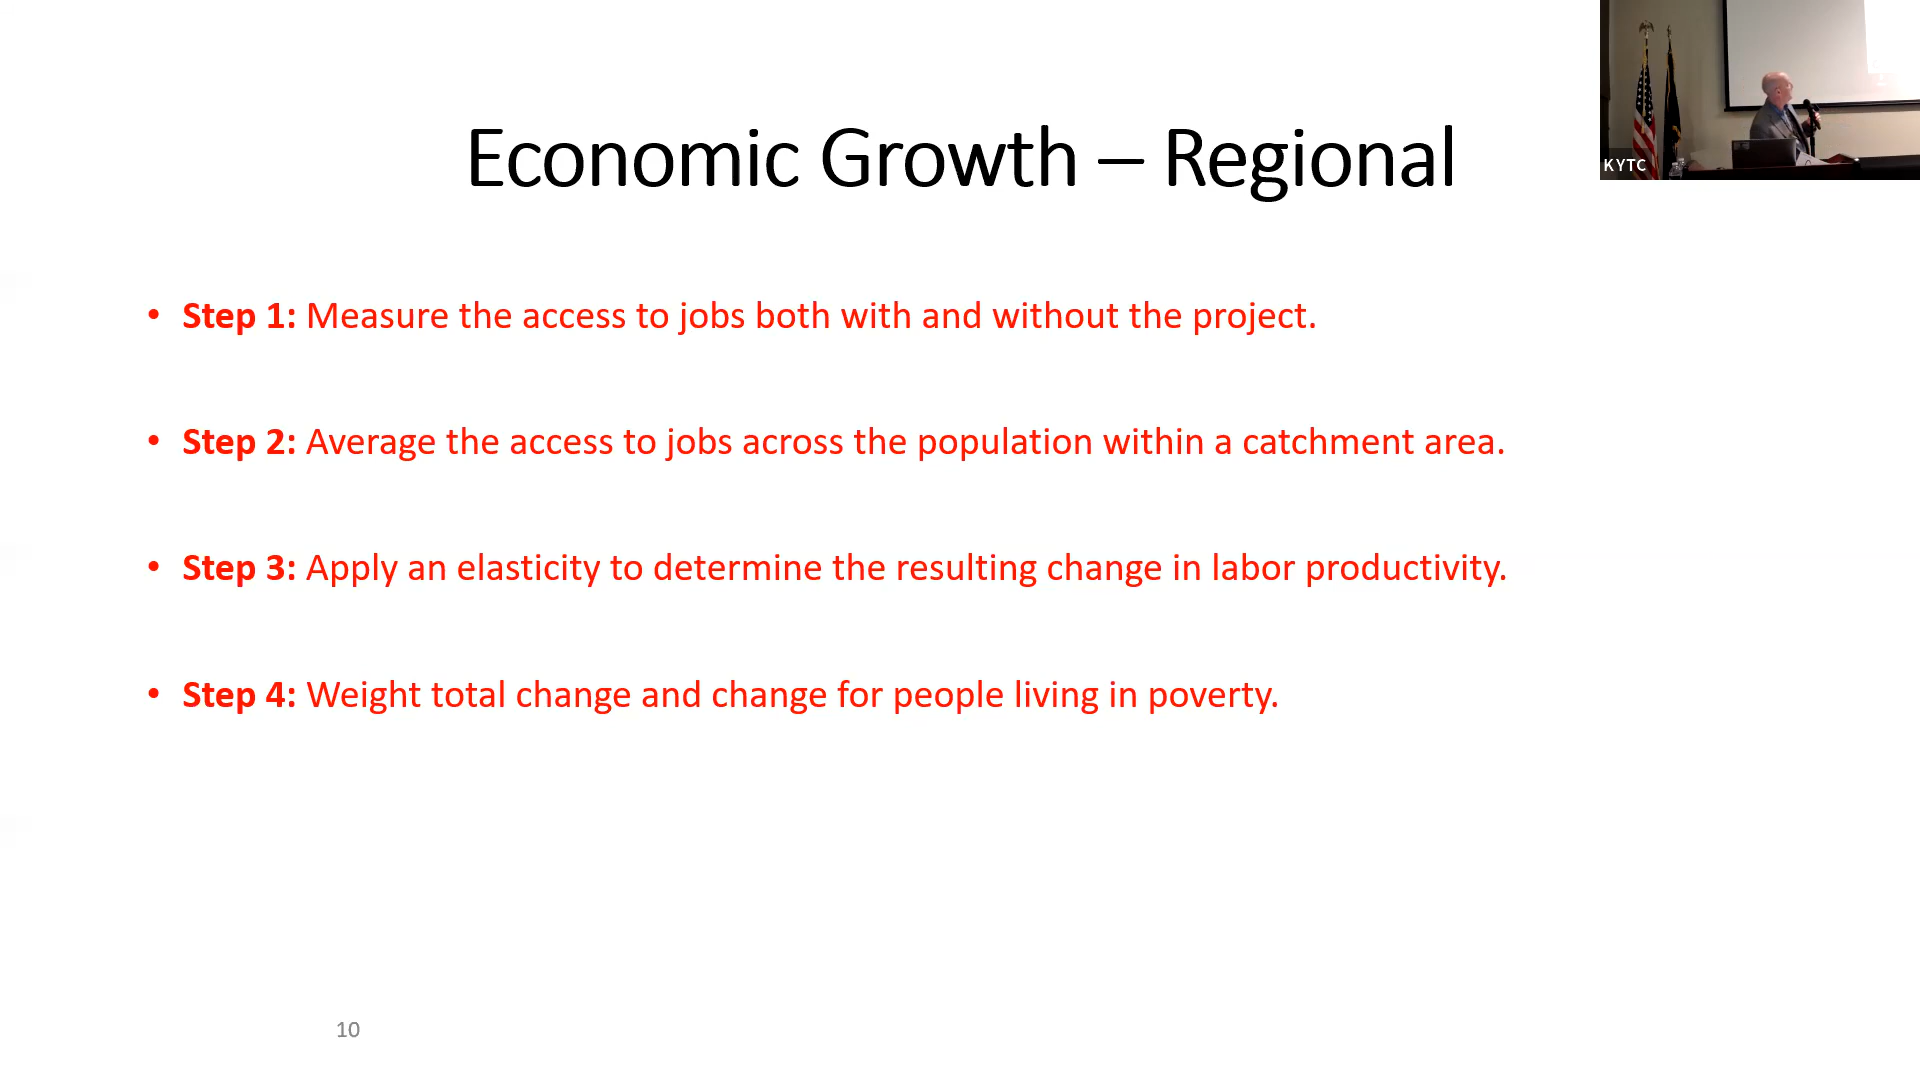 Economic Growth – Regional
KYTC
• Step 1: Measure the access to jobs both with and without the project.
• Step 2: Average the access to jobs across the population within a catchment area.
• Step 3: Apply an elasticity to determine the resulting change in labor productivity.
• Step 4: Weight total change and change for people living in poverty.
10